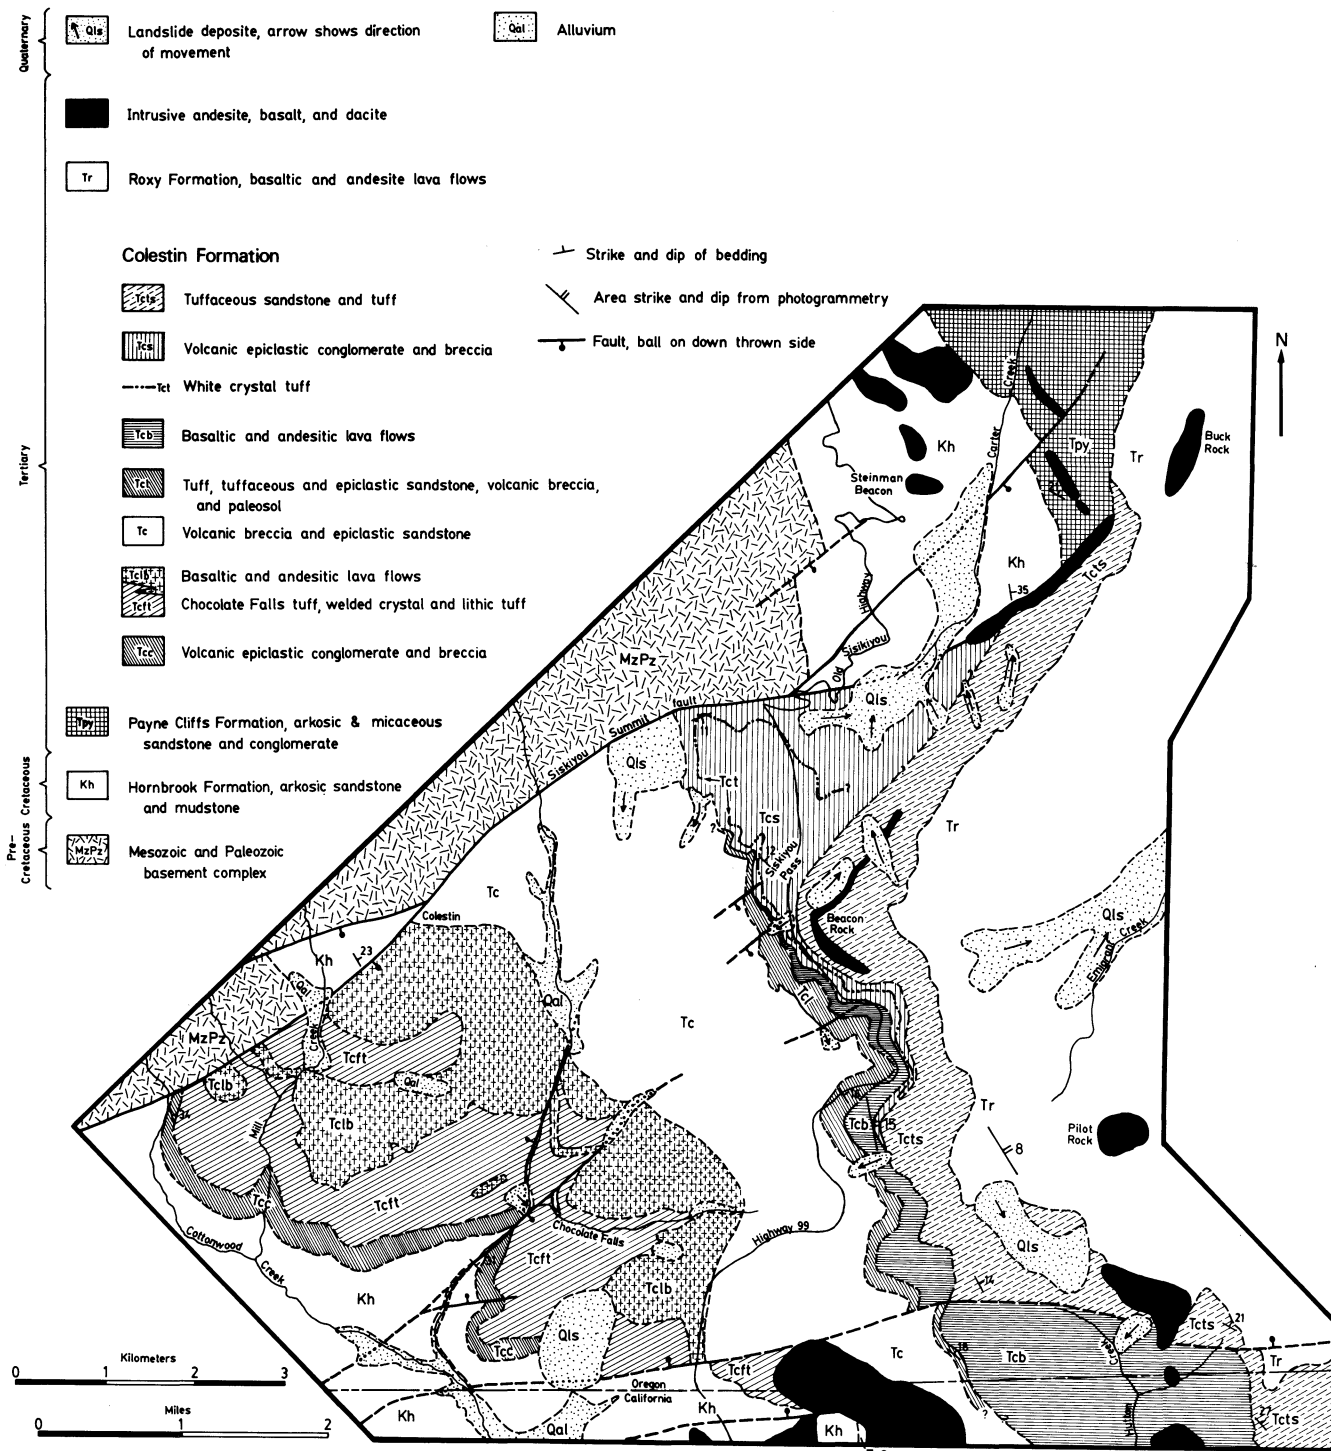 Quaternary
Qls
Landslide deposite, arrow shows direction
of movement
Qal
Alluvium
Intrusive andesite, basalt, and dacite
Tr
Roxy Formation, basaltic and andesite lava flows
Tertiary
Colestin Formation
Tcts
Tuffaceous sandstone and tuff
Tcs
Volcanic epiclastic conglomerate and breccia
Tct
White crystal tuff
Tcb
Basaltic and andesitic lava flows
Tcl
Tuff, tuffaceous and epiclastic sandstone, volcanic breccia,
and paleosol
Tc
Volcanic breccia and epiclastic sandstone
Tclb
Basaltic and andesitic lava flows
Tcft
Chocolate Falls tuff, welded crystal and lithic tuff
Tcc
Volcanic epiclastic conglomerate and breccia
Tpy
Payne Cliffs Formation, arkosic & micaceous
sandstone and conglomerate
Cretaceous
Kh
Hornbrook Formation, arkosic sandstone
and mudstone
Pre-
Cretaceous
MzPz
Mesozoic and Paleozoic
basement complex
Strike and dip of bedding
Area strike and dip from photogrammetry
Fault, ball on down thrown side
N
Creek
Carter
Kh
Tpy
Tr
Buck
Rock
Steinman
Beacon
Kh
35
Tcts
Highway
Sisikiyou
Old
MzPz
Qls
Siskiyou Summit fault
11
Qls
Tct
?
?
Tcs
?
Siskiyou
Pass
Tr
Tc
Colestin
Beacon
Rock
Qls
Emigrant Creek
Kh
23
Qal
Tcl
Qal
Tc
MzPz
Creek
Tcft
Tclb
Qal
Tr
Pilot
Rock
34
Mill
Tclb
Tcb
15
Tcts
8
Tcc
Tcft
Cottonwood
Creek
Chocolate Falls
Highway 99
Qls
Tcft
Tclb
14
Kh
Qls
Tcts
21
Tcc
Tc
18
Tcb
Creek
Tr
Tcft
Oregon
California
Kh
Qal
Kh
Kh
?
Hutton
27
Tcts
Kilometers
0 1 2 3
Miles
0 1 2